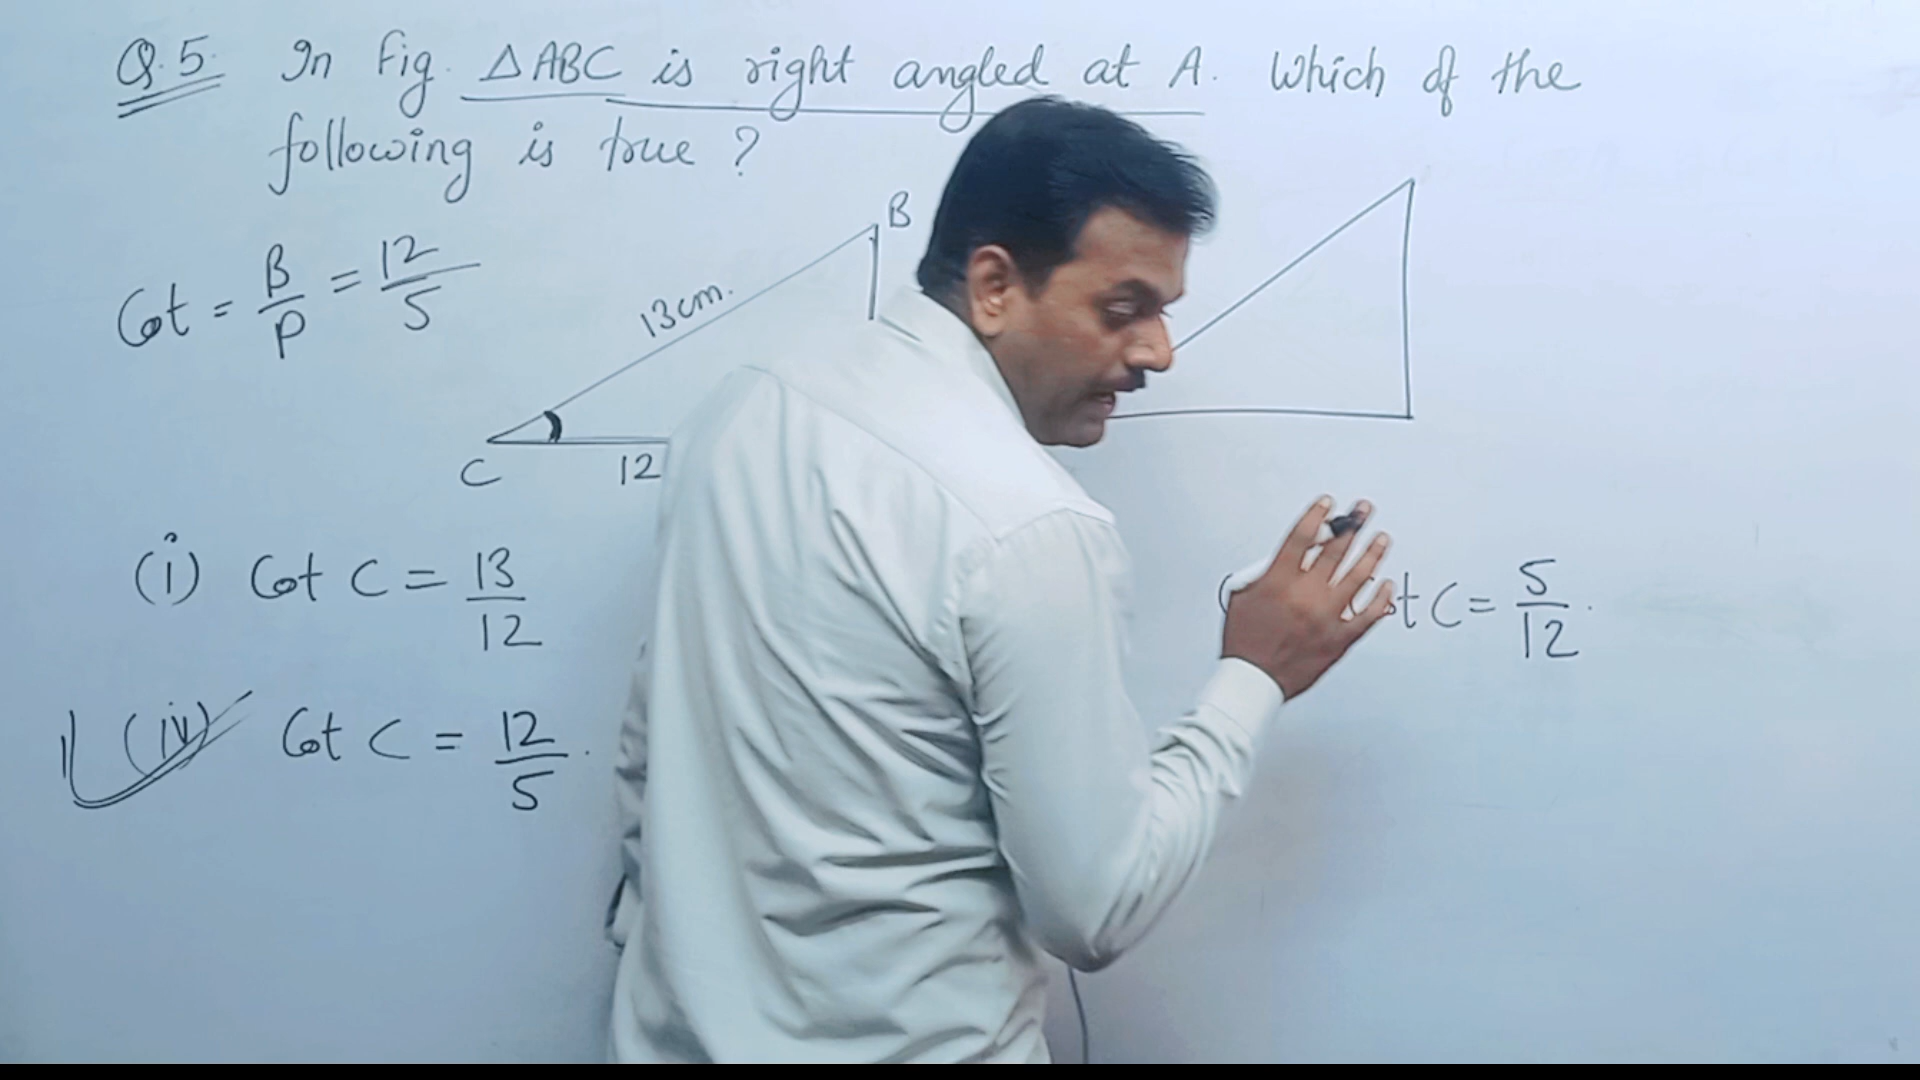 Q.5. In Fig. △ABC is right angled at A. Which of the
following is true ?
Cot = B/P = 12/5
B
13cm.
C
12
(i) Cot C = 13/12
Cot C = 5/12.
(iv) Cot C = 12/5.